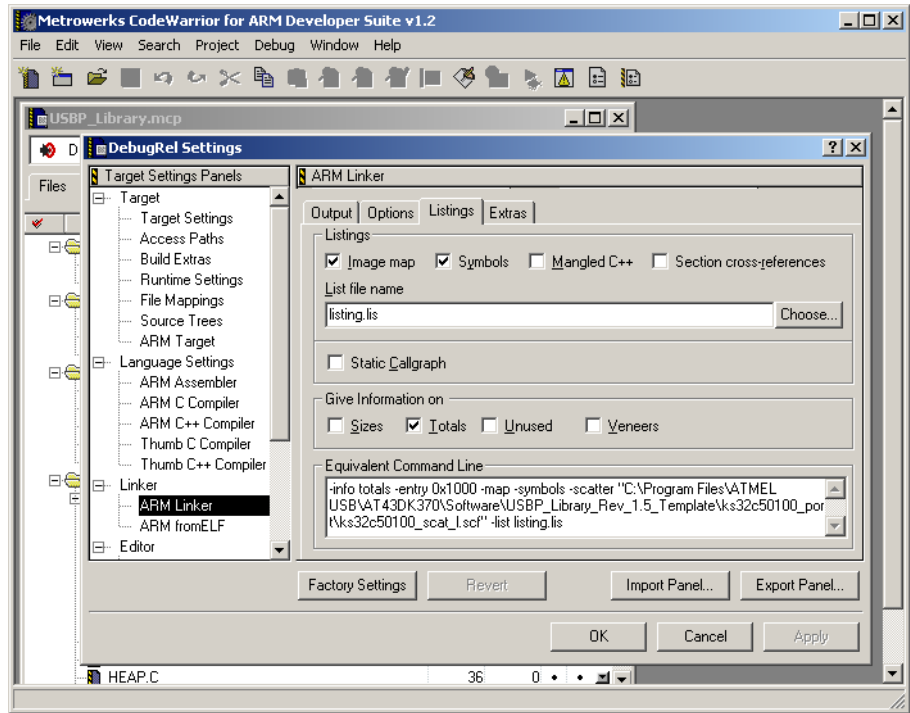 Metrowerks CodeWarrior for ARM Developer Suite v1.2
File Edit View Search Project Debug Window Help
USBP_Library.mcp
D
DebugRel Settings
Files
Target Settings Panels
Target
Target Settings
Access Paths
Build Extras
Runtime Settings
File Mappings
Source Trees
ARM Target
Language Settings
ARM Assembler
ARM C Compiler
ARM C++ Compiler
Thumb C Compiler
Thumb C++ Compiler
Linker
ARM Linker
ARM fromELF
Editor
ARM Linker
Output Options Listings Extras
Listings
Image map Symbols Mangled C++ Section cross-references
List file name
listing.lis Choose...
Static Callgraph
Give Information on
Sizes Totals Unused Veneers
Equivalent Command Line
-info totals -entry 0x1000 -map -symbols -scatter "C:\Program Files\ATMEL
USB\AT43DK370\Software\USBP_Library_Rev_1.5_Template\ks32c50100_por
t\ks32c50100_scat_l.scf" -list listing.lis
Factory Settings Revert Import Panel... Export Panel...
OK Cancel Apply
HEAP.C 36 0 • •